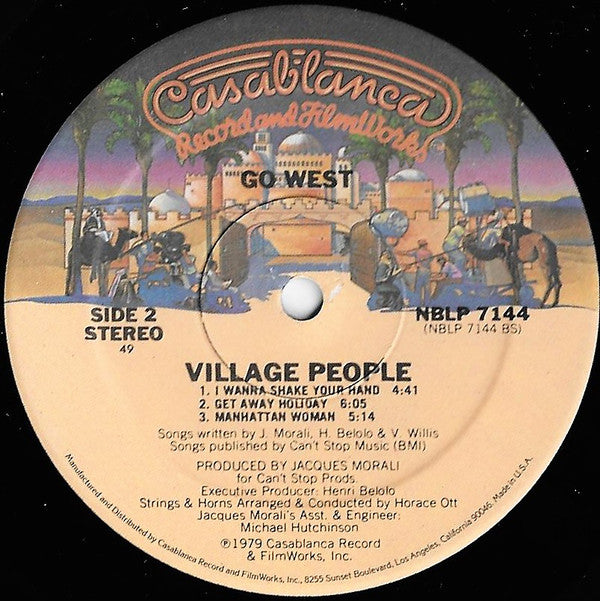 Casablanca
Record and FilmWorks
GO WEST
SIDE 2
STEREO
49
NBLP 7144
(NBLP 7144 BS)
VILLAGE PEOPLE
1. I WANNA SHAKE YOUR HAND 4:41
2. GET AWAY HOLIDAY 6:05
3. MANHATTAN WOMAN 5:14
Songs written by J. Morali, H. Belolo & V. Willis
Songs published by Can't Stop Music (BMI)
PRODUCED BY JACQUES MORALI
for Can't Stop Prods.
Executive Producer: Henri Belolo
Strings & Horns Arranged & Conducted by Horace Ott
Jacques Morali's Asst. & Engineer:
Michael Hutchinson
℗1979 Casablanca Record
& FilmWorks, Inc.
Manufactured and Distributed by Casablanca Record and FilmWorks, Inc., 8255 Sunset Boulevard, Los Angeles, California 90046. Made in U.S.A.